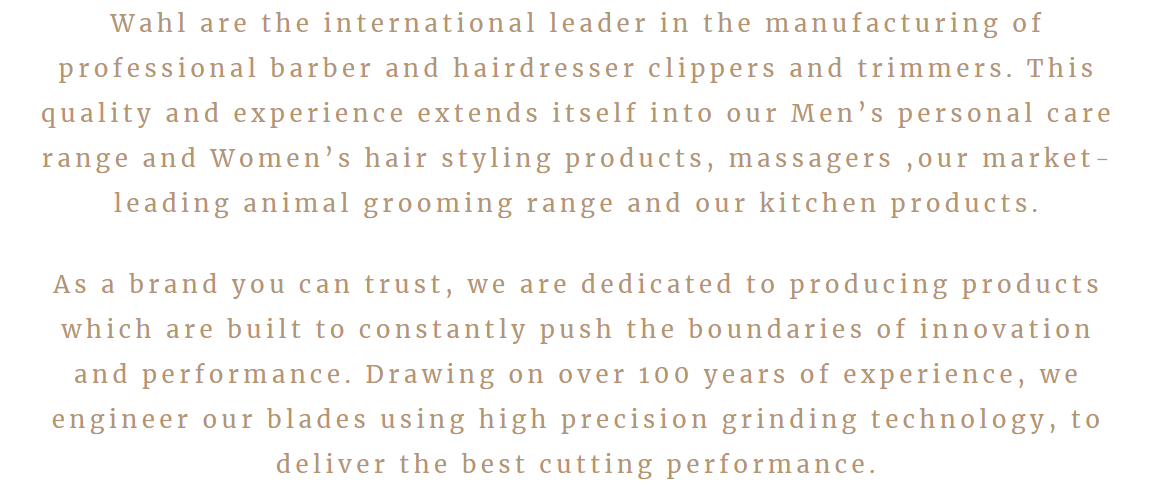 Wahl are the international leader in the manufacturing of
professional barber and hairdresser clippers and trimmers. This
quality and experience extends itself into our Men’s personal care
range and Women’s hair styling products, massagers ,our market-
leading animal grooming range and our kitchen products.
As a brand you can trust, we are dedicated to producing products
which are built to constantly push the boundaries of innovation
and performance. Drawing on over 100 years of experience, we
engineer our blades using high precision grinding technology, to
deliver the best cutting performance.